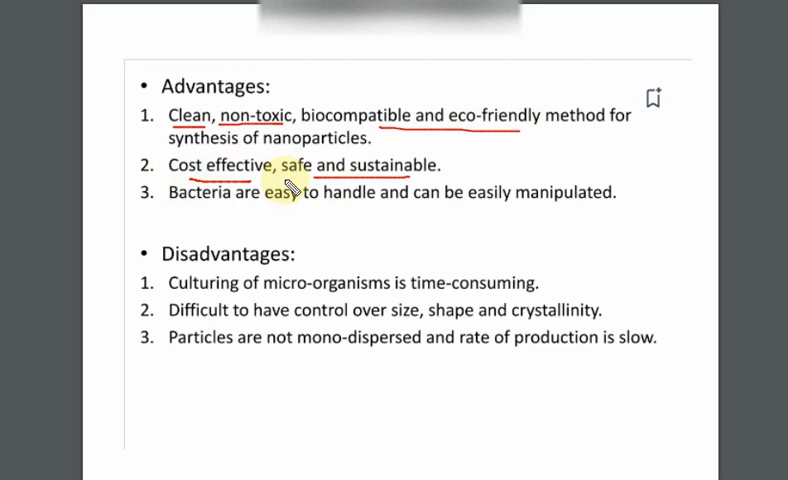 • Advantages:
1. Clean, non-toxic, biocompatible and eco-friendly method for
synthesis of nanoparticles.
2. Cost effective, safe and sustainable.
3. Bacteria are easy to handle and can be easily manipulated.
• Disadvantages:
1. Culturing of micro-organisms is time-consuming.
2. Difficult to have control over size, shape and crystallinity.
3. Particles are not mono-dispersed and rate of production is slow.